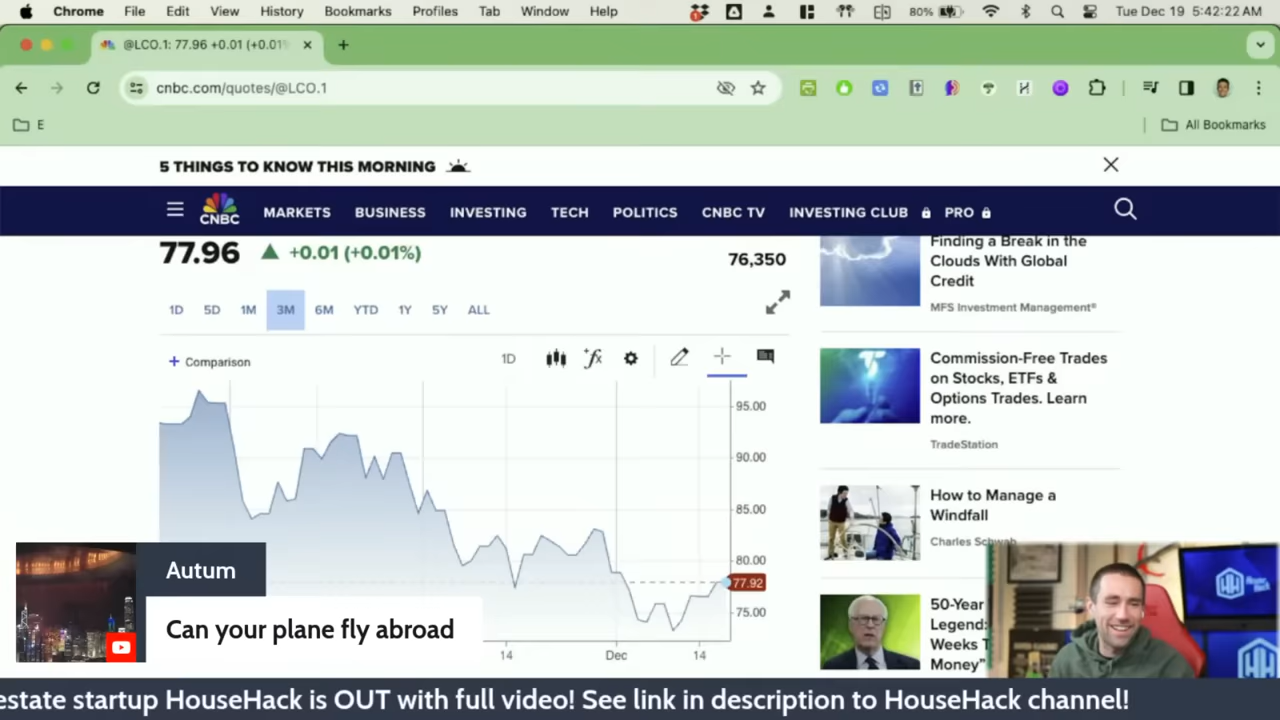 Chrome File Edit View History Bookmarks Profiles Tab Window Help 80% Tue Dec 19 5:42:22 AM
@LCO.1: 77.96 +0.01 (+0.01%
cnbc.com/quotes/@LCO.1
E
All Bookmarks
5 THINGS TO KNOW THIS MORNING
CNBC MARKETS BUSINESS INVESTING TECH POLITICS CNBC TV INVESTING CLUB PRO
77.96 +0.01 (+0.01%)
76,350
1D 5D 1M 3M 6M YTD 1Y 5Y ALL
+ Comparison
1D
95.00
90.00
85.00
80.00
77.92
75.00
14 Dec 14
Finding a Break in the
Clouds With Global
Credit
MFS Investment Management®
Commission-Free Trades
on Stocks, ETFs &
Options Trades. Learn
more.
TradeStation
How to Manage a
Windfall
Charles Schwab
50-Year
Legend:
Weeks T
Money"
Autum
Can your plane fly abroad
estate startup HouseHack is OUT with full video! See link in description to HouseHack channel!